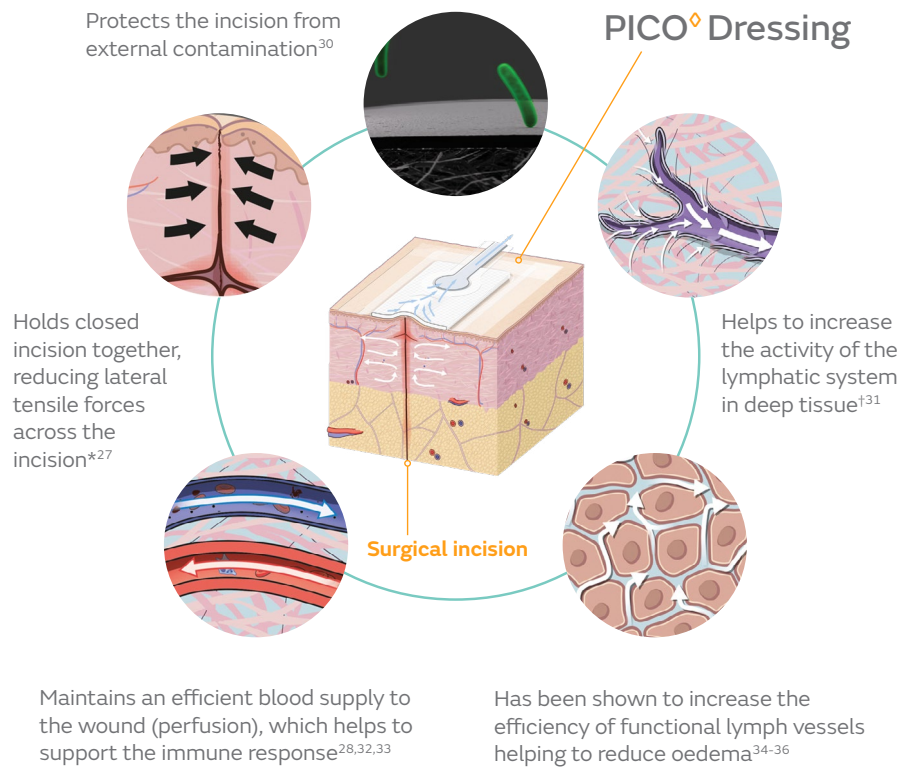 Protects the incision from
external contamination³⁰
PICO◊ Dressing
Holds closed
incision together,
reducing lateral
tensile forces
across the
incision*²⁷
Helps to increase
the activity of the
lymphatic system
in deep tissue†³¹
Surgical incision
Maintains an efficient blood supply to
the wound (perfusion), which helps to
support the immune response²⁸,³²,³³
Has been shown to increase the
efficiency of functional lymph vessels
helping to reduce oedema³⁴⁻³⁶